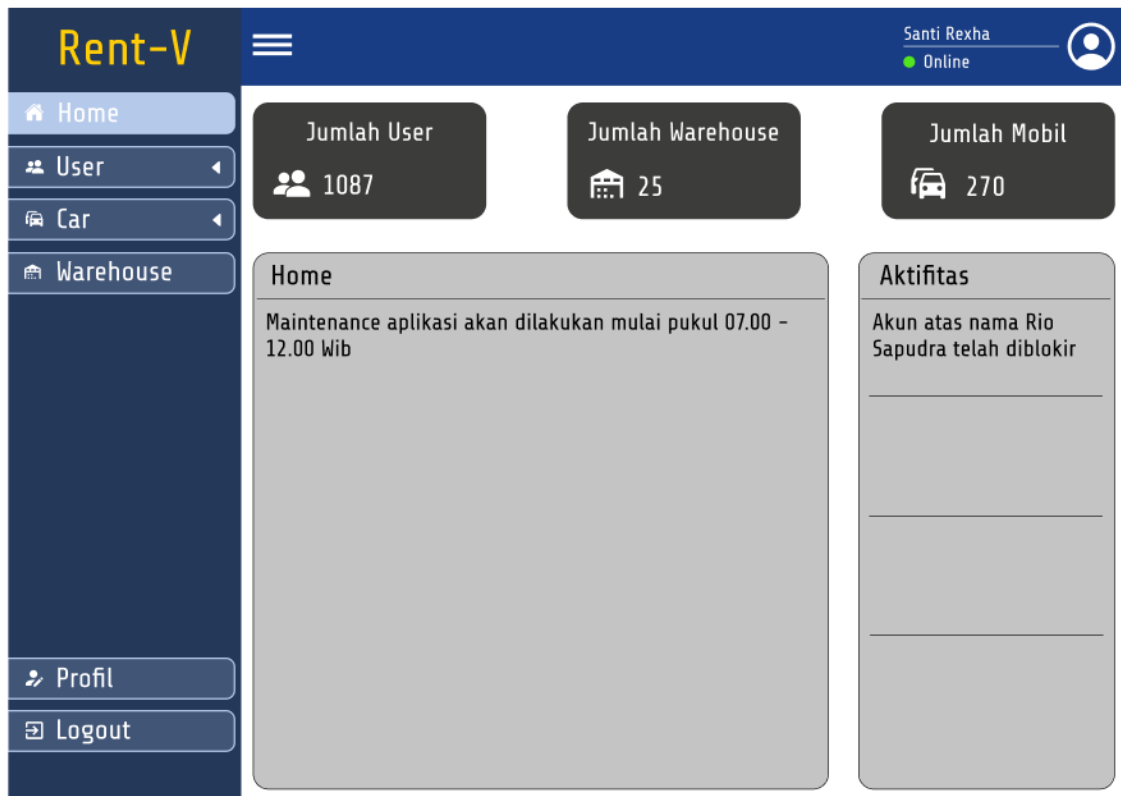 Rent-V
Santi Rexha
Online
Home
User
Car
Warehouse
Profil
Logout
Jumlah User
1087
Jumlah Warehouse
25
Jumlah Mobil
270
Home
Maintenance aplikasi akan dilakukan mulai pukul 07.00 -
12.00 Wib
Aktifitas
Akun atas nama Rio
Sapudra telah diblokir